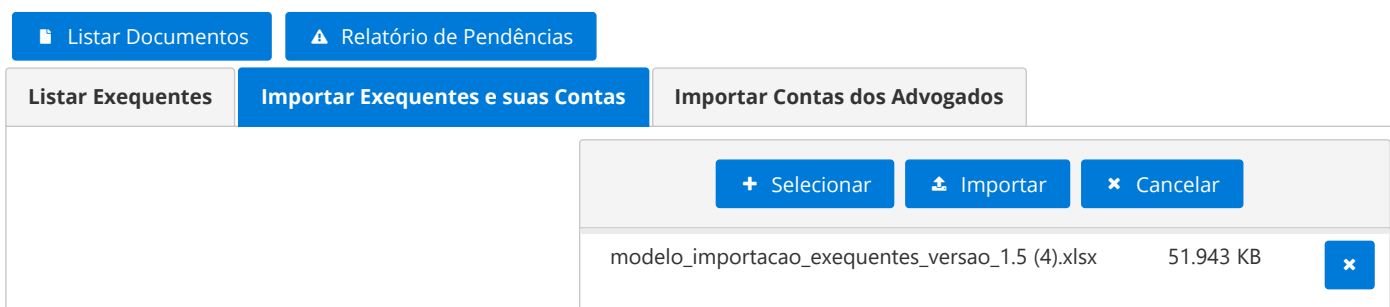 Listar Documentos Relatório de Pendências
Listar Exequentes Importar Exequentes e suas Contas Importar Contas dos Advogados
Selecionar Importar Cancelar
modelo_importacao_exequentes_versao_1.5 (4).xlsx 51.943 KB